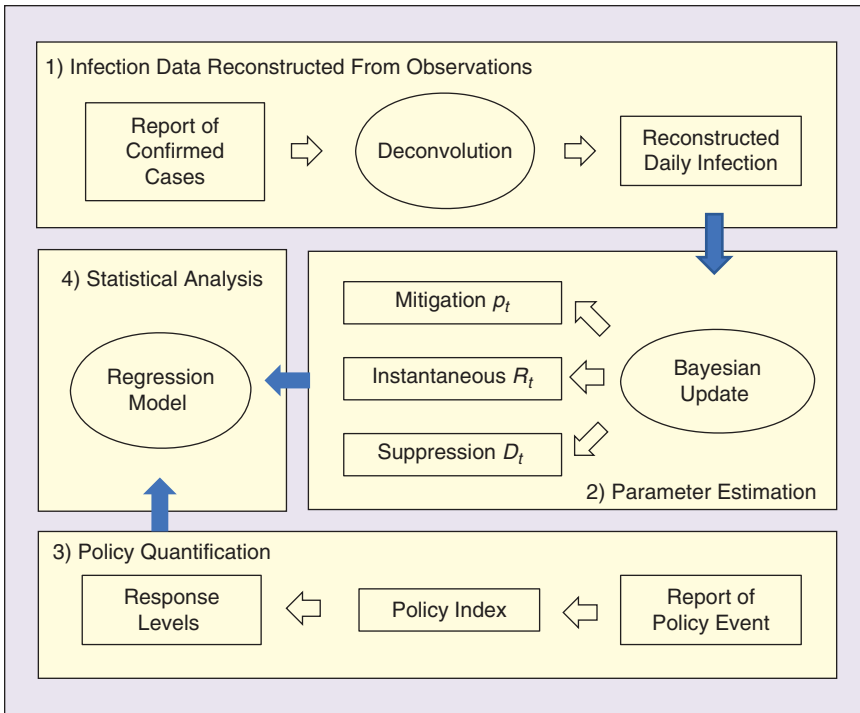 1) Infection Data Reconstructed From Observations
Report of
Confirmed
Cases
Deconvolution
Reconstructed
Daily Infection
4) Statistical Analysis
Regression
Model
Mitigation pt
Instantaneous Rt
Suppression Dt
Bayesian
Update
2) Parameter Estimation
3) Policy Quantification
Response
Levels
Policy Index
Report of
Policy Event